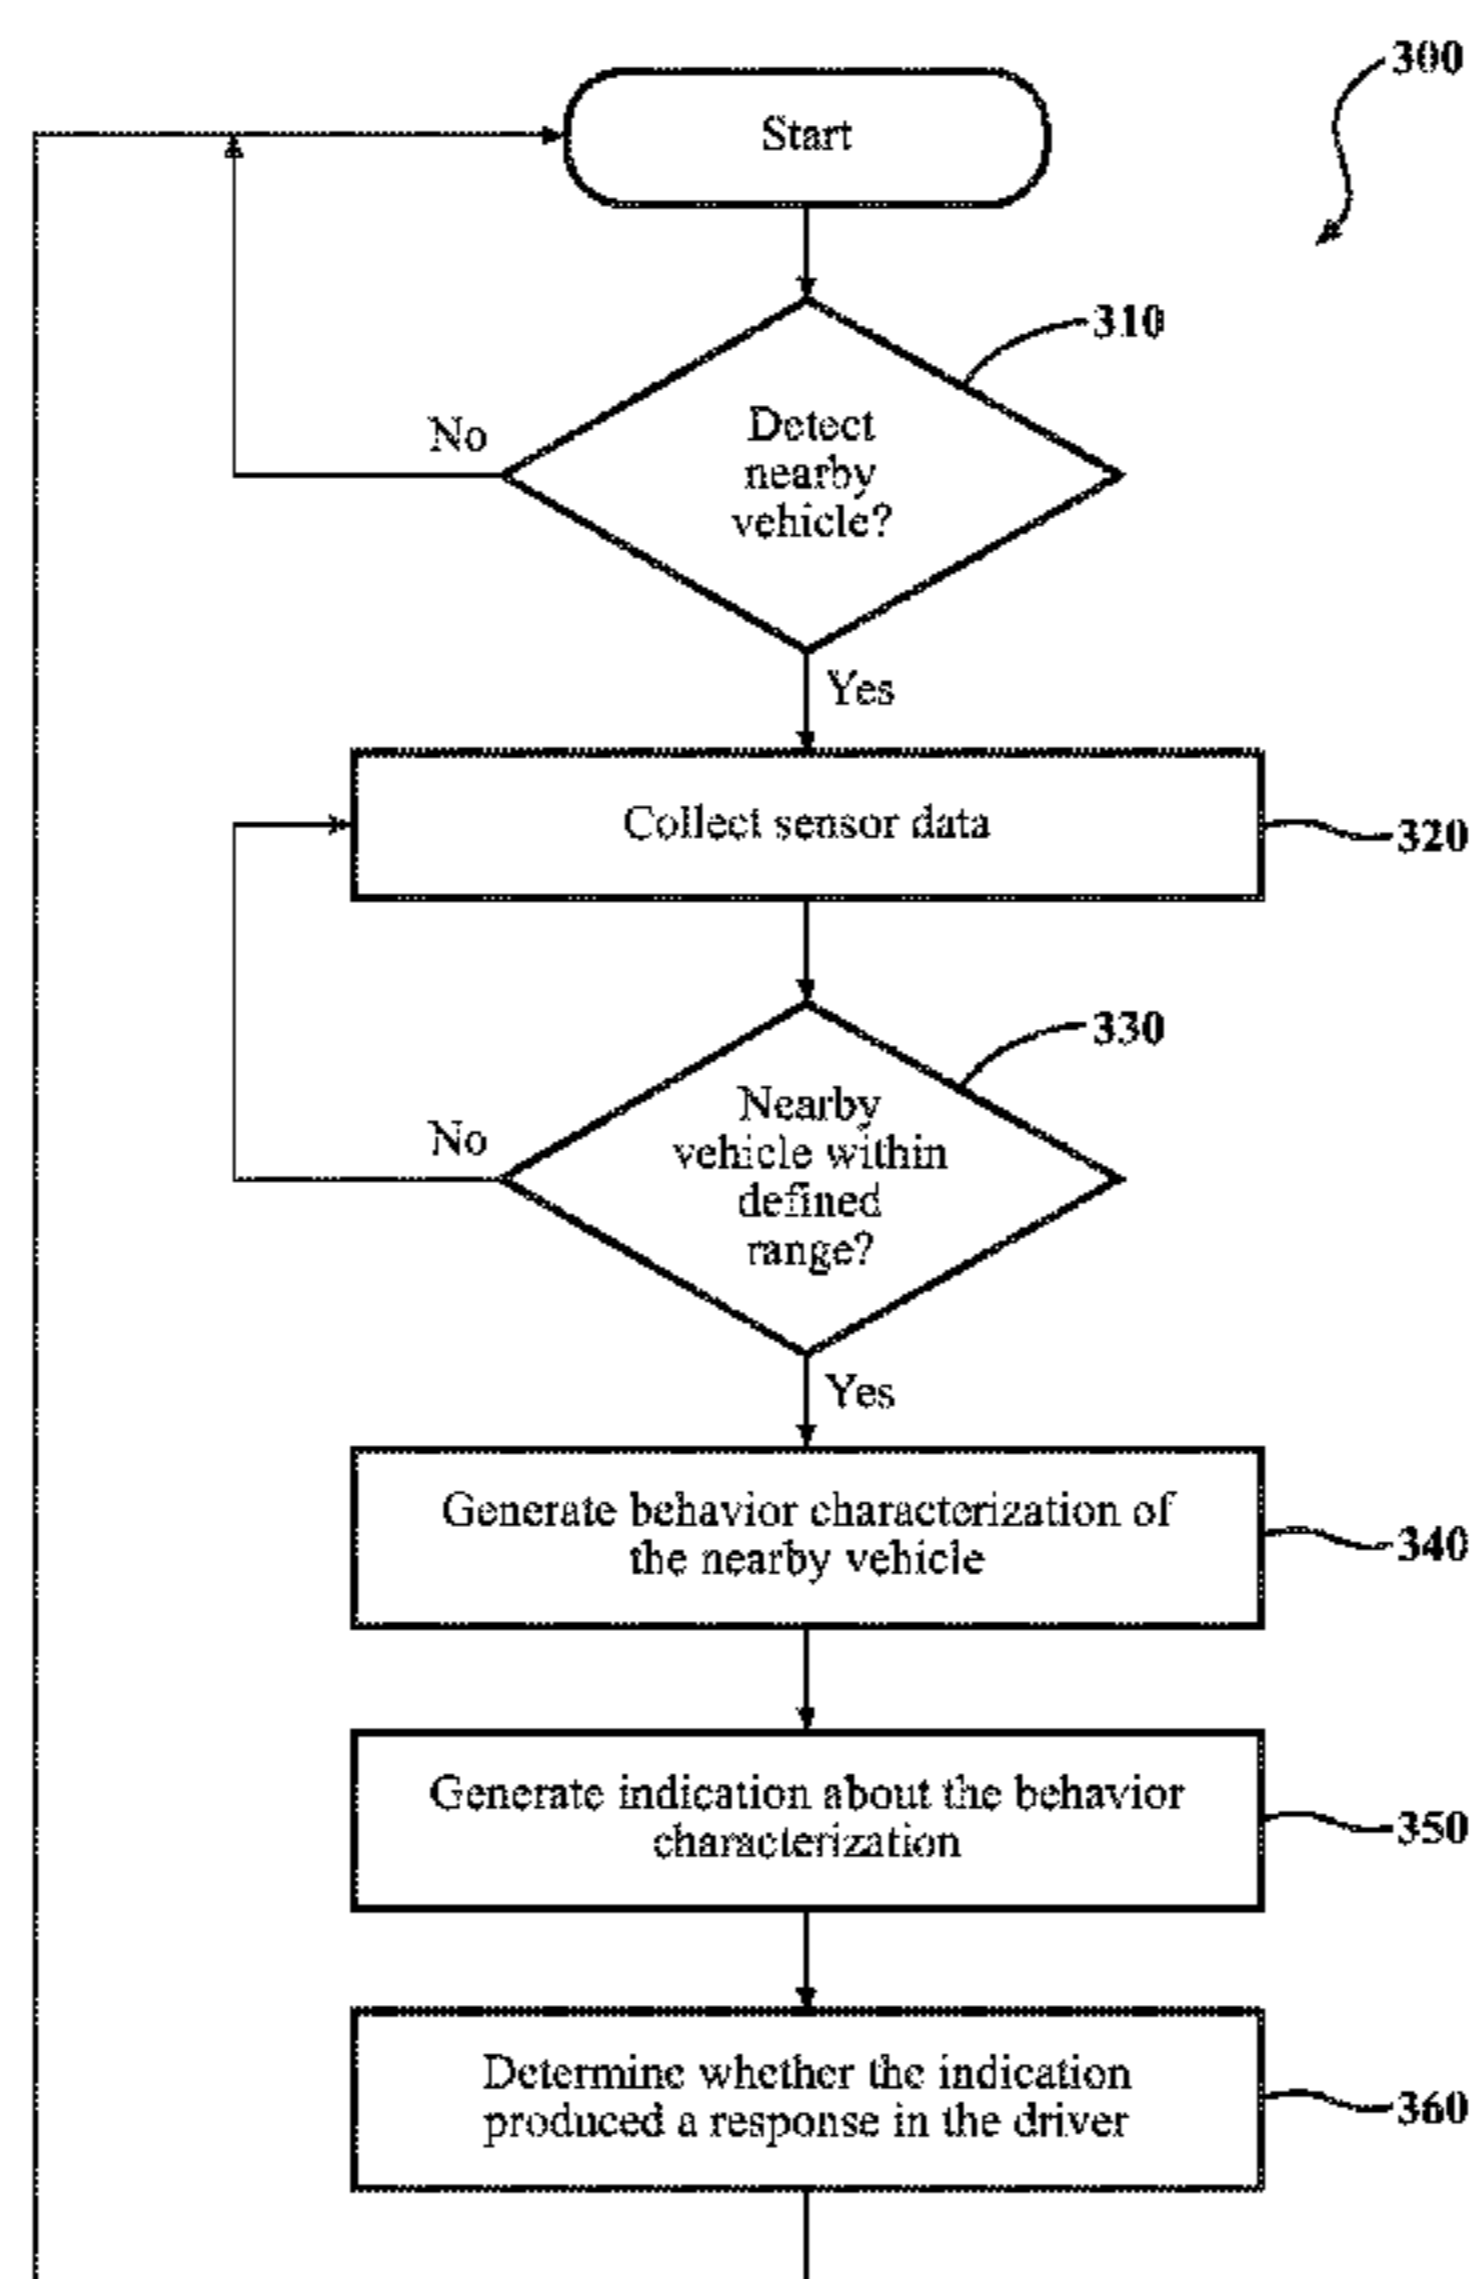 300
Start
310
Detect
nearby
vehicle?
No
Yes
Collect sensor data
320
330
Nearby
vehicle within
defined
range?
No
Yes
Generate behavior characterization of
the nearby vehicle
340
Generate indication about the behavior
characterization
350
Determine whether the indication
produced a response in the driver
360